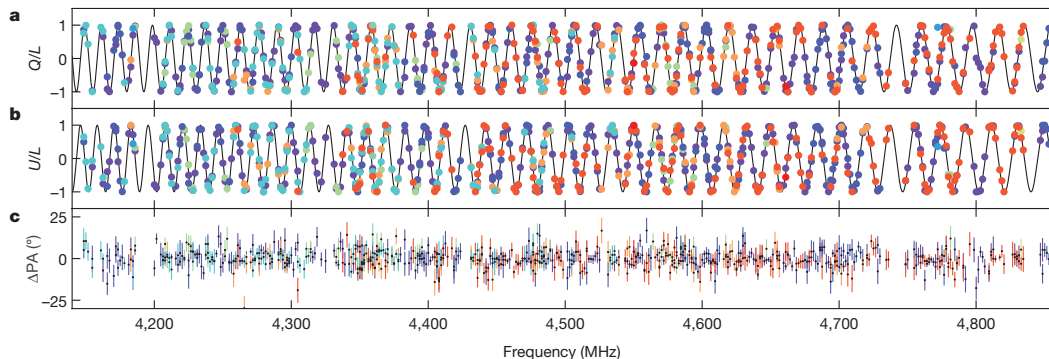 a
Q/L
1
0
−1
b
U/L
1
0
−1
c
ΔPA (°)
25
0
−25
4,200 4,300 4,400 4,500 4,600 4,700 4,800
Frequency (MHz)